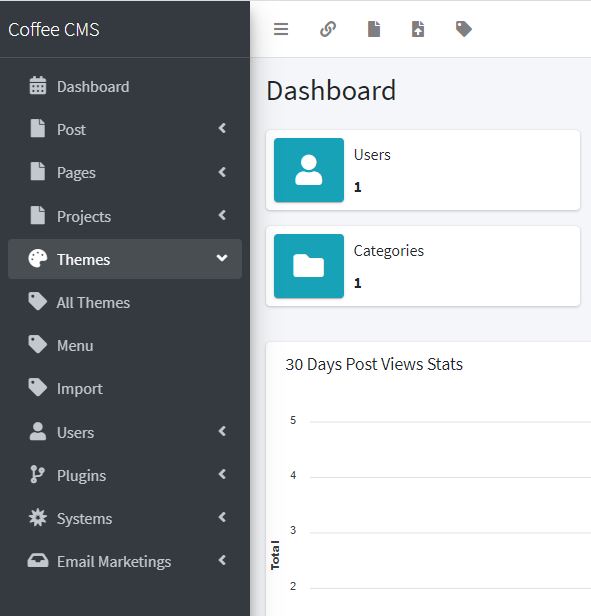 Coffee CMS
Dashboard
Post
Pages
Projects
Themes
All Themes
Menu
Import
Users
Plugins
Systems
Email Marketings
Dashboard
Users
1
Categories
1
30 Days Post Views Stats
5
4
3
2
Total